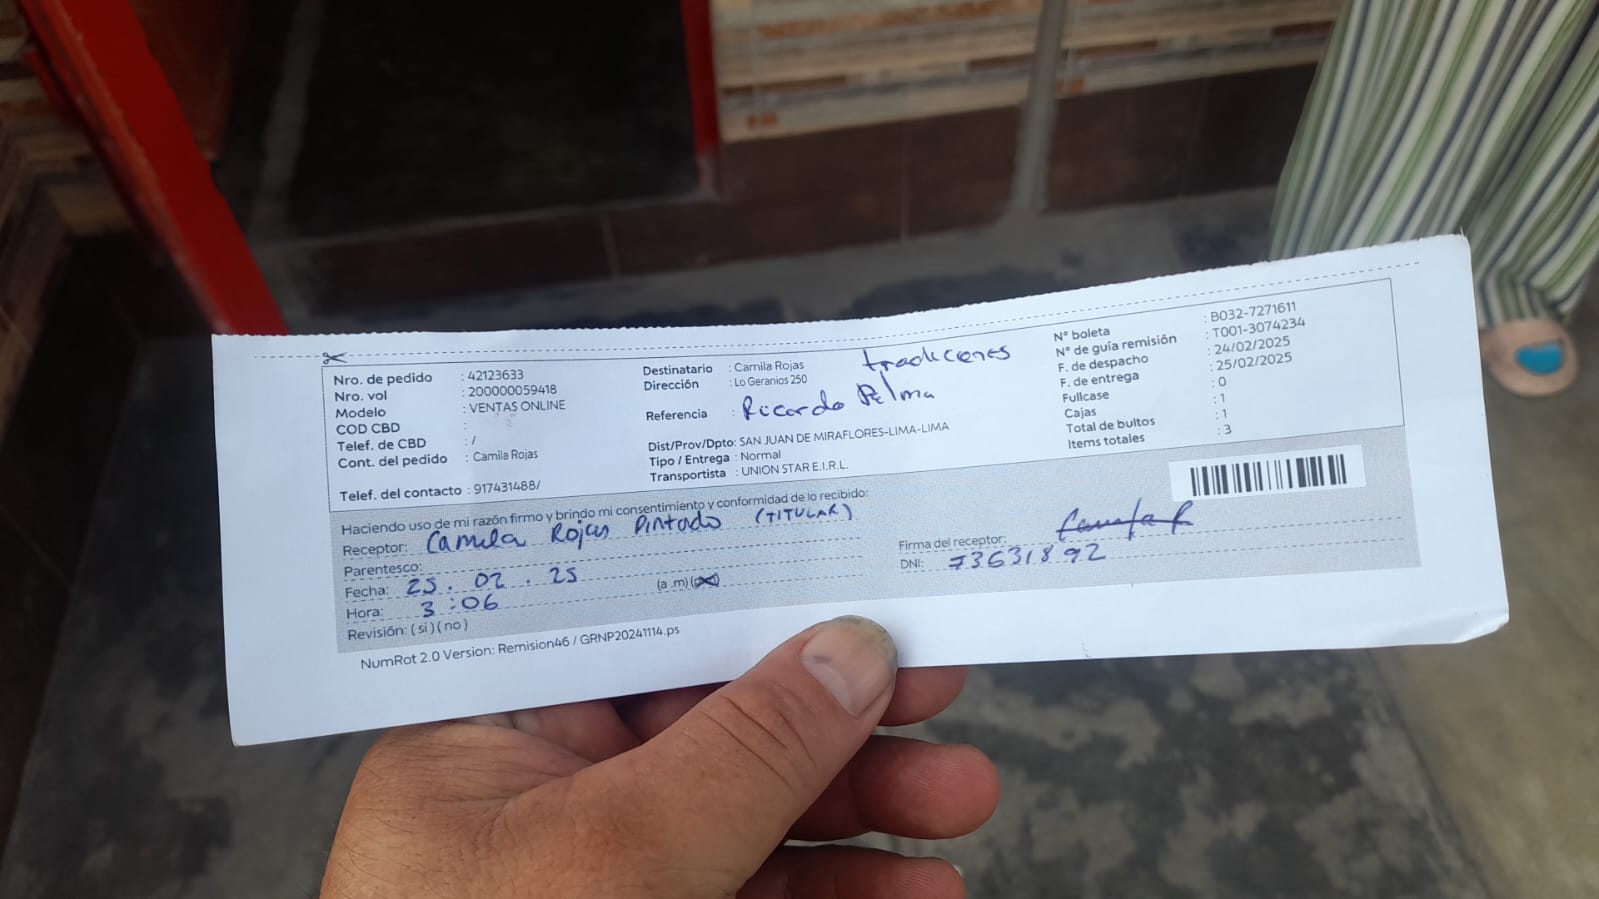 Nro. de pedido : 42123633
Nro. vol : 200000059418
Modelo : VENTAS ONLINE
COD CBD :
Telef. de CBD : /
Cont. del pedido : Camila Rojas
Telef. del contacto : 917431488/
Destinatario : Camila Rojas
Dirección : Lo Geranios 250
Referencia : Ricardo Palma
Dist/Prov/Dpto: SAN JUAN DE MIRAFLORES-LIMA-LIMA
Tipo / Entrega : Normal
Transportista : UNION STAR E.I.R.L.
N° boleta : B032-7271611
N° de guía remisión : T001-3074234
F. de despacho : 24/02/2025
F. de entrega : 25/02/2025
Fullcase : 0
Cajas : 1
Total de bultos : 1
Items totales : 3
Haciendo uso de mi razón firmo y brindo mi consentimiento y conformidad de lo recibido:
Receptor: Camila Rojas Pintado (TITULAR)
Parentesco:
Fecha: 25.02.25
Hora: 3:06 (a.m)
Revisión: (si) (no)
Firma del receptor:
DNI: 73631892
NumRot 2.0 Version: Remision46 / GRNP20241114.ps